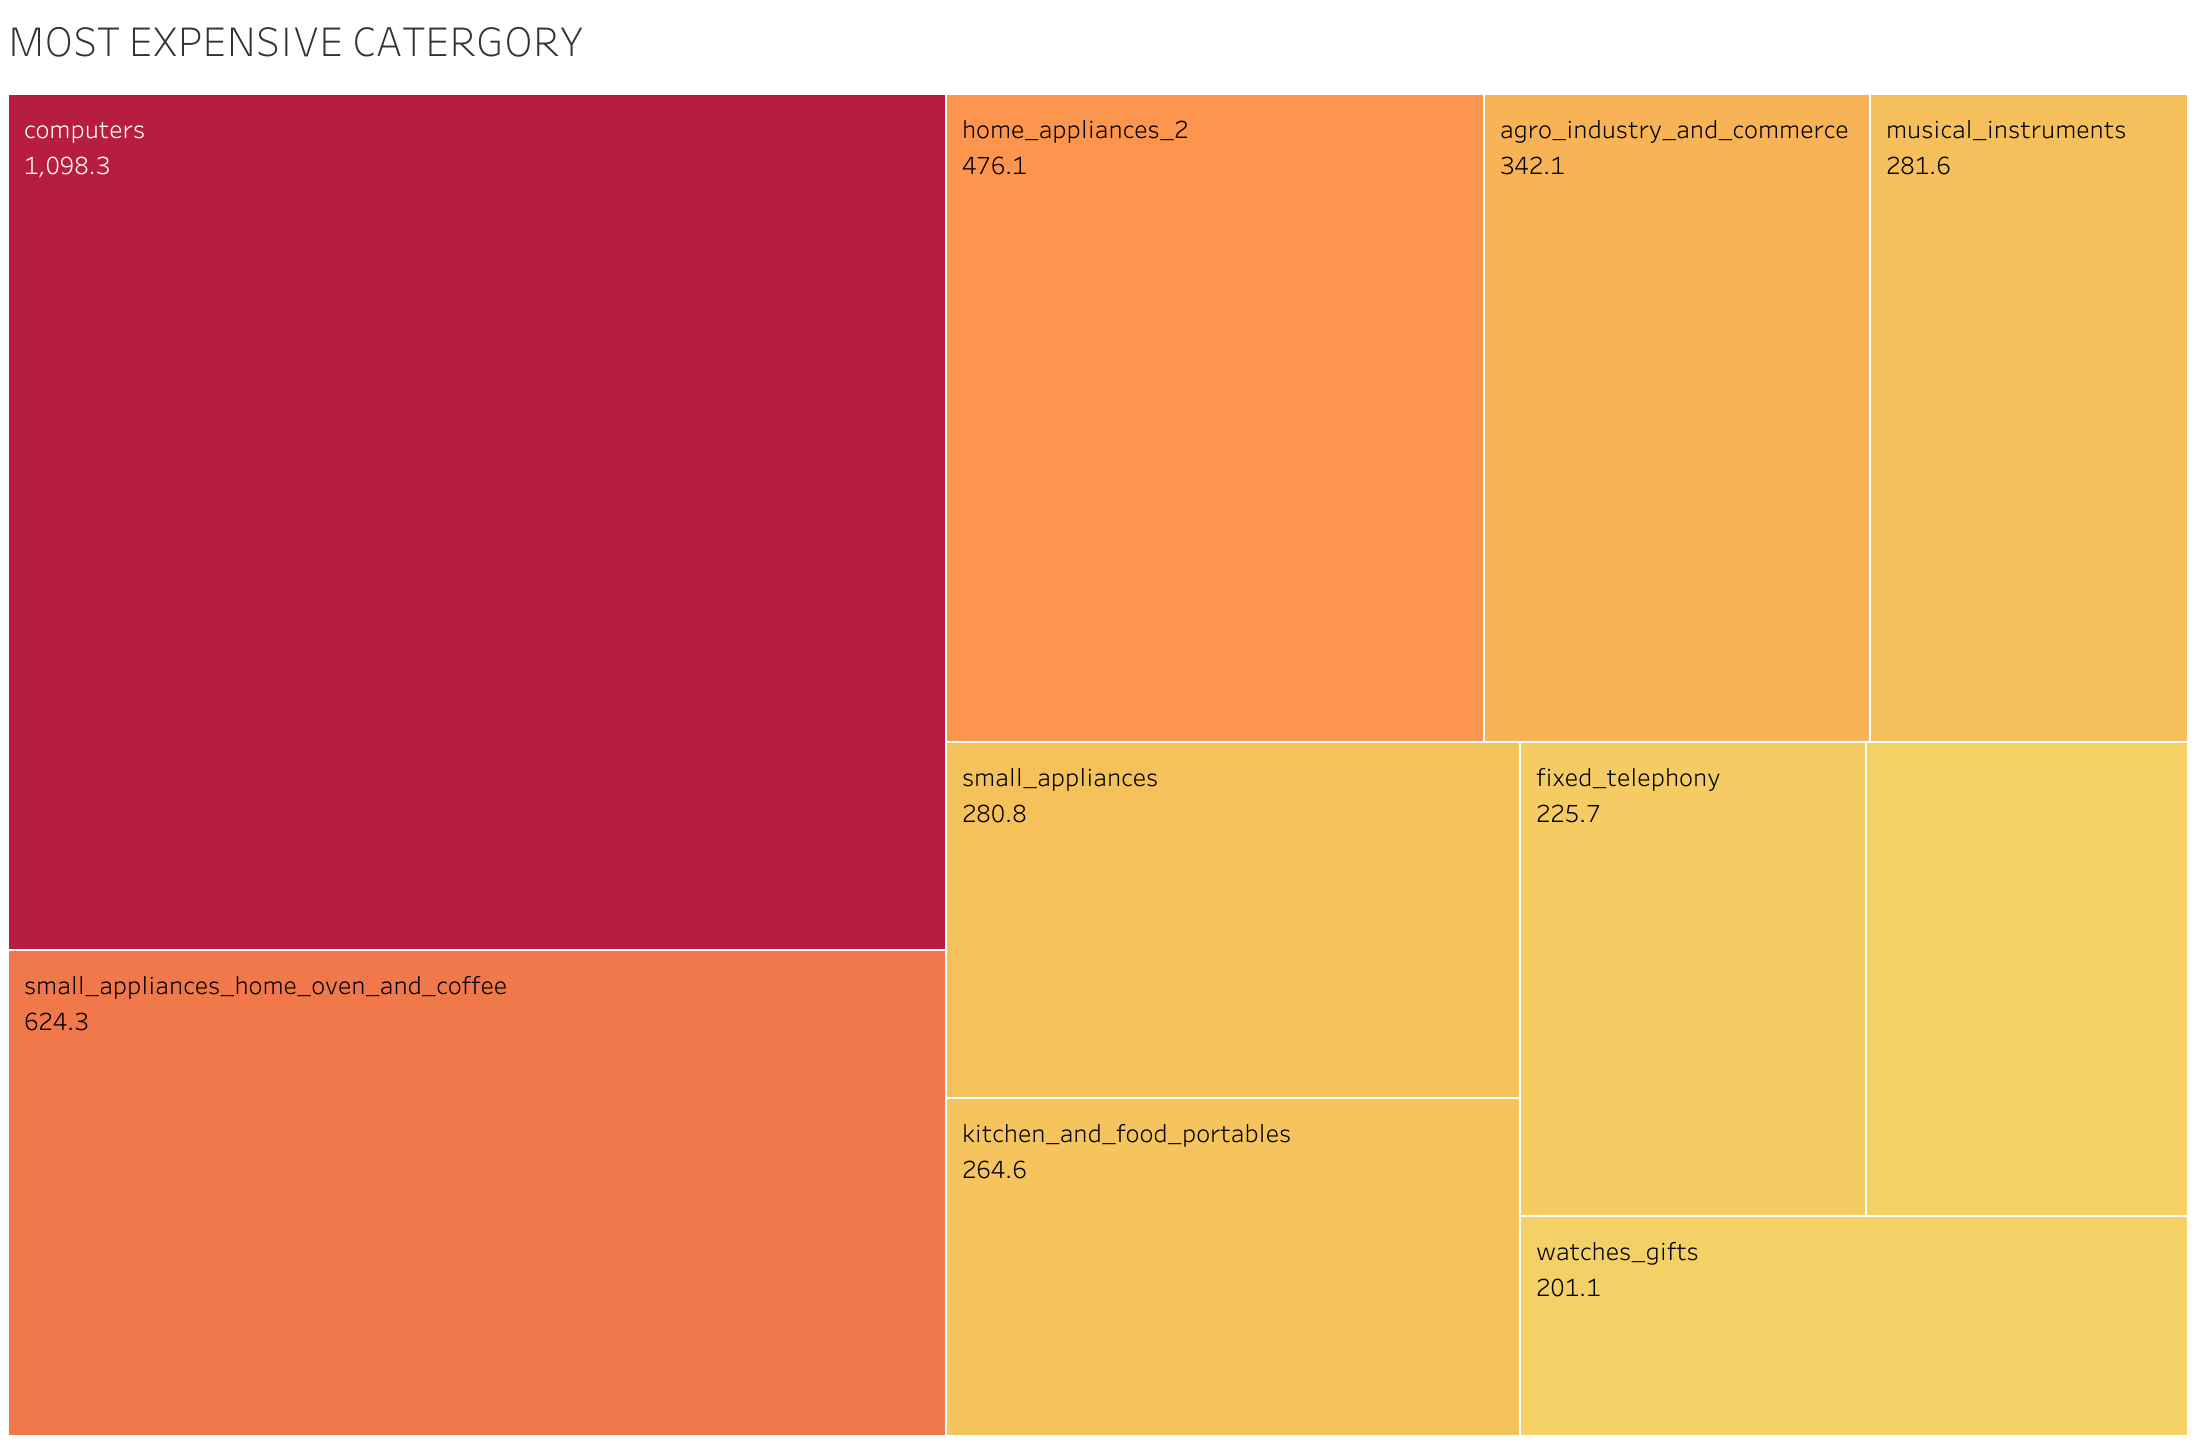 MOST EXPENSIVE CATERGORY
computers
1,098.3
small_appliances_home_oven_and_coffee
624.3
home_appliances_2
476.1
agro_industry_and_commerce
342.1
musical_instruments
281.6
small_appliances
280.8
kitchen_and_food_portables
264.6
fixed_telephony
225.7
watches_gifts
201.1